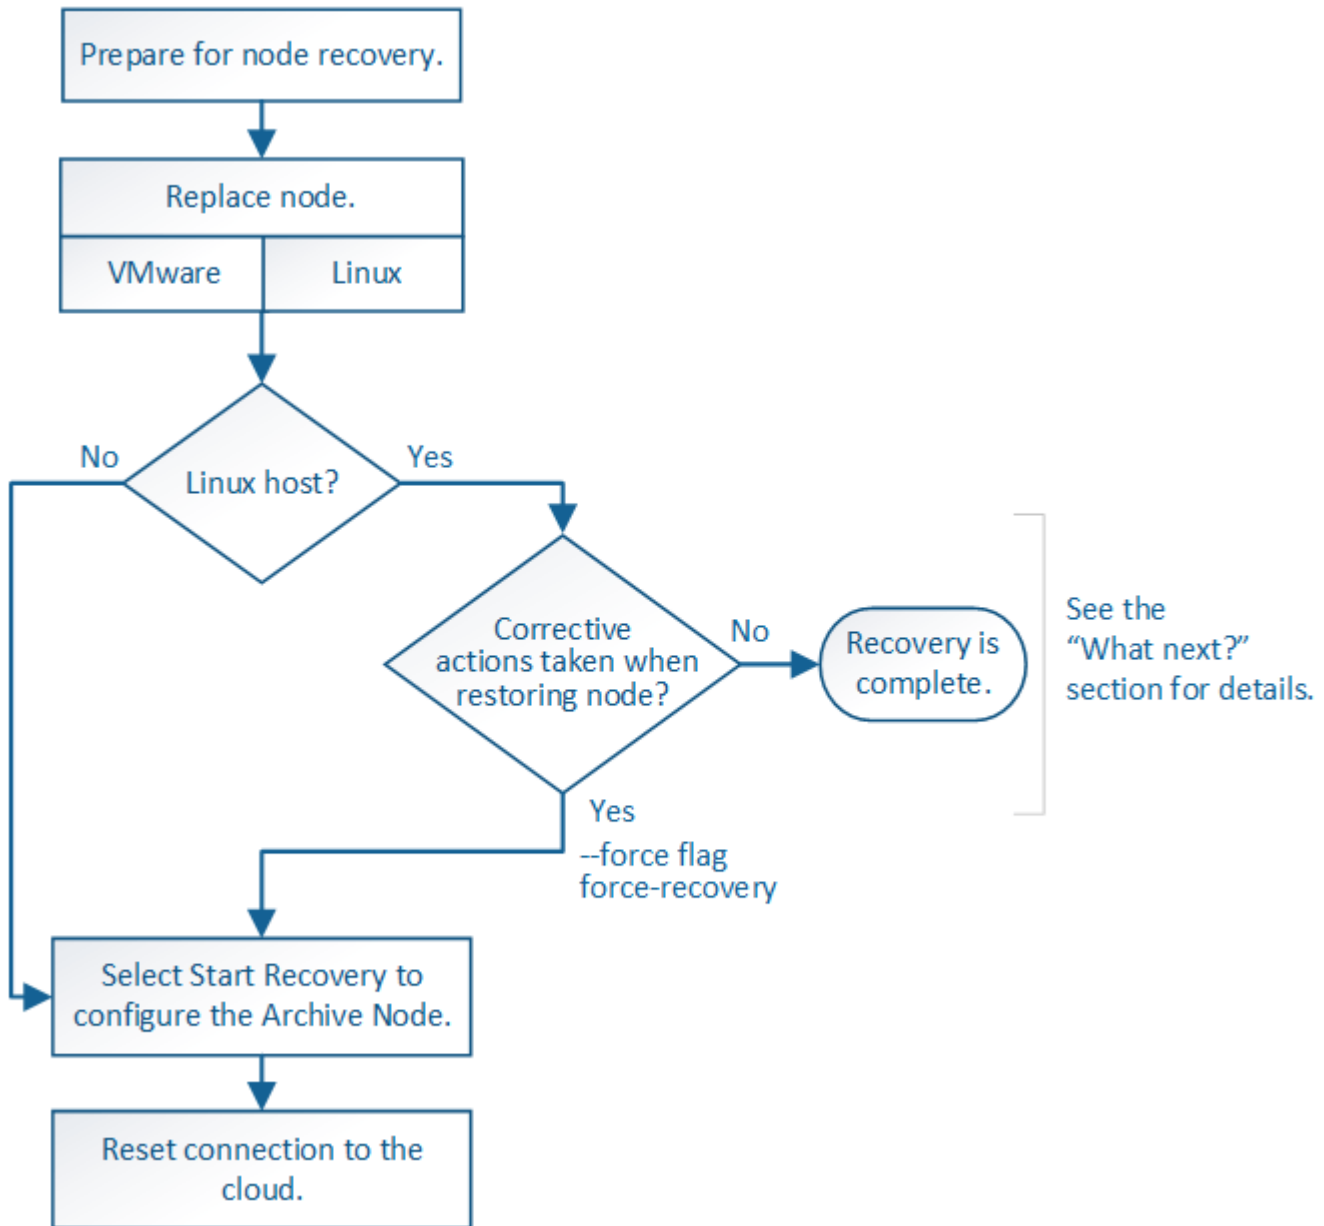 Prepare for node recovery.
Replace node.
VMware
Linux
No
Yes
Linux host?
Corrective
actions taken when
restoring node?
No
Recovery is
complete.
See the
“What next?”
section for details.
Yes
--force flag
force-recovery
Select Start Recovery to
configure the Archive Node.
Reset connection to the
cloud.